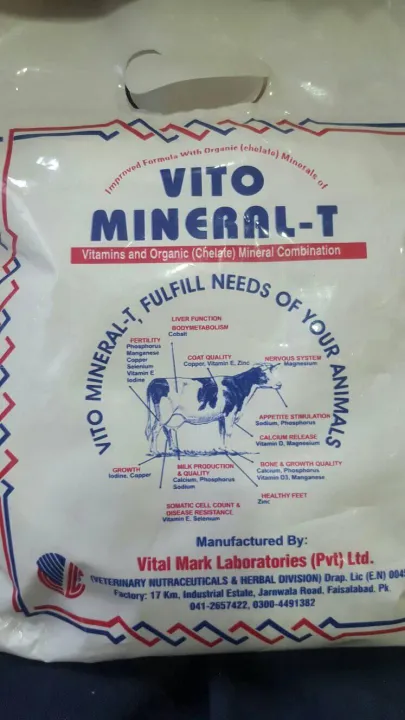 Improved Formula With Organic (chelate) Minerals of
VITO
MINERAL-T
Vitamins and Organic (Chelate) Mineral Combination
VITO MINERAL-T, FULFILL NEEDS OF YOUR ANIMALS
LIVER FUNCTION
BODYMETABOLISM
Cobalt
FERTILITY
Phosphorus
Manganese
Copper
Selenium
Vitamin E
Iodine
COAT QUALITY
Copper, Vitamin E, Zinc
NERVOUS SYSTEM
Magnesium
APPETITE STIMULATION
Sodium, Phosphorus
CALCIUM RELEASE
Vitamin D, Magnesium
GROWTH
Iodine, Copper
MILK PRODUCTION
& QUALITY
Calcium, Phosphorus
Sodium
BONE & GROWTH QUALITY
Calcium, Phosphorus
Vitamin D3, Manganese
HEALTHY FEET
Zinc
SOMATIC CELL COUNT &
DISEASE RESISTANCE
Vitamin E, Selenium
Manufactured By:
Vital Mark Laboratories (Pvt) Ltd.
(VETERINARY NUTRACEUTICALS & HERBAL DIVISION) Drap. Lic (E.N) 004
Factory: 17 Km, Industrial Estate, Jarnwala Road, Faisalabad. Pk.
041-2657422, 0300-4491382